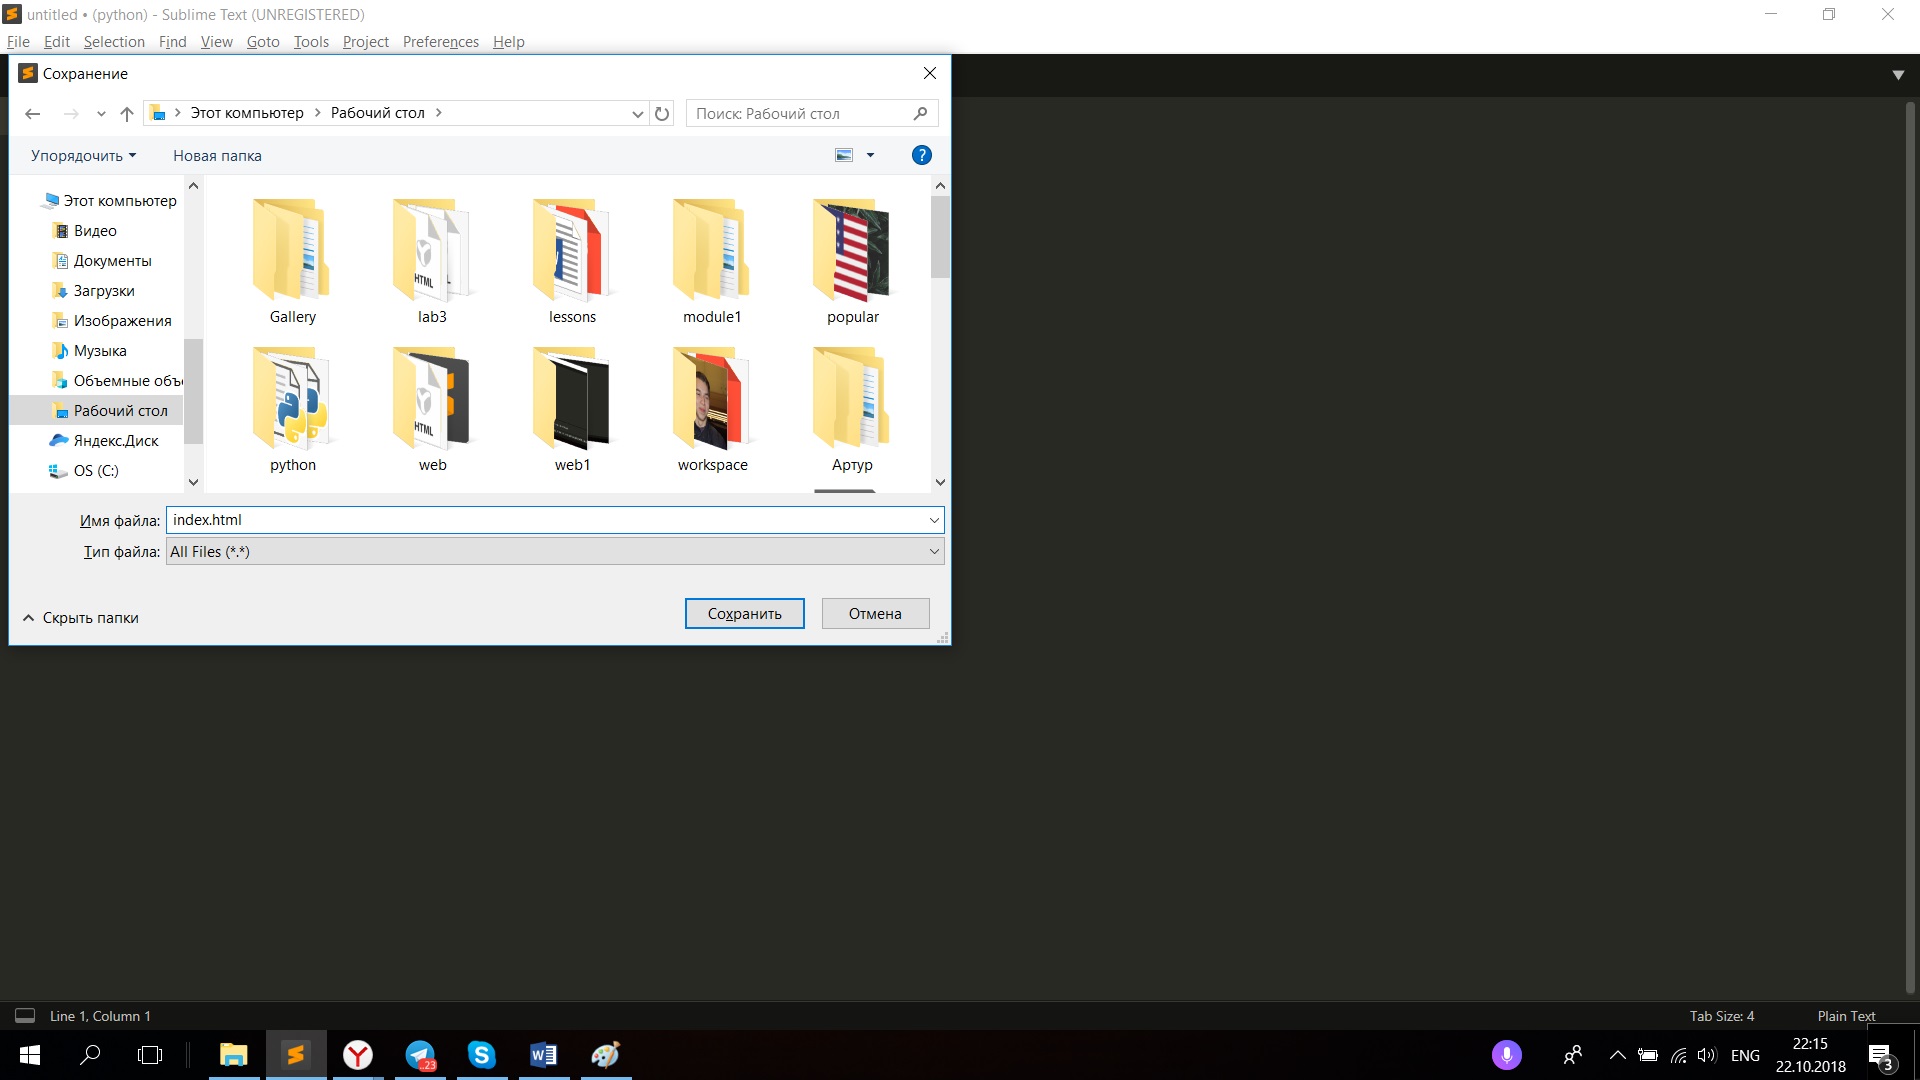 untitled • (python) - Sublime Text (UNREGISTERED)
File Edit Selection Find View Goto Tools Project Preferences Help
Сохранение
Этот компьютер Рабочий стол
Поиск: Рабочий стол
Упорядочить Новая папка
Этот компьютер
Видео
Документы
Загрузки
Изображения
Музыка
Объемные объ
Рабочий стол
Яндекс.Диск
OS (C:)
Gallery lab3 lessons module1 popular
HTML
python web web1 workspace Артур
HTML
Имя файла: index.html
Тип файла: All Files (*.*)
Скрыть папки
Сохранить Отмена
Line 1, Column 1
Tab Size: 4 Plain Text
..23
ENG
22:15
22.10.2018
3